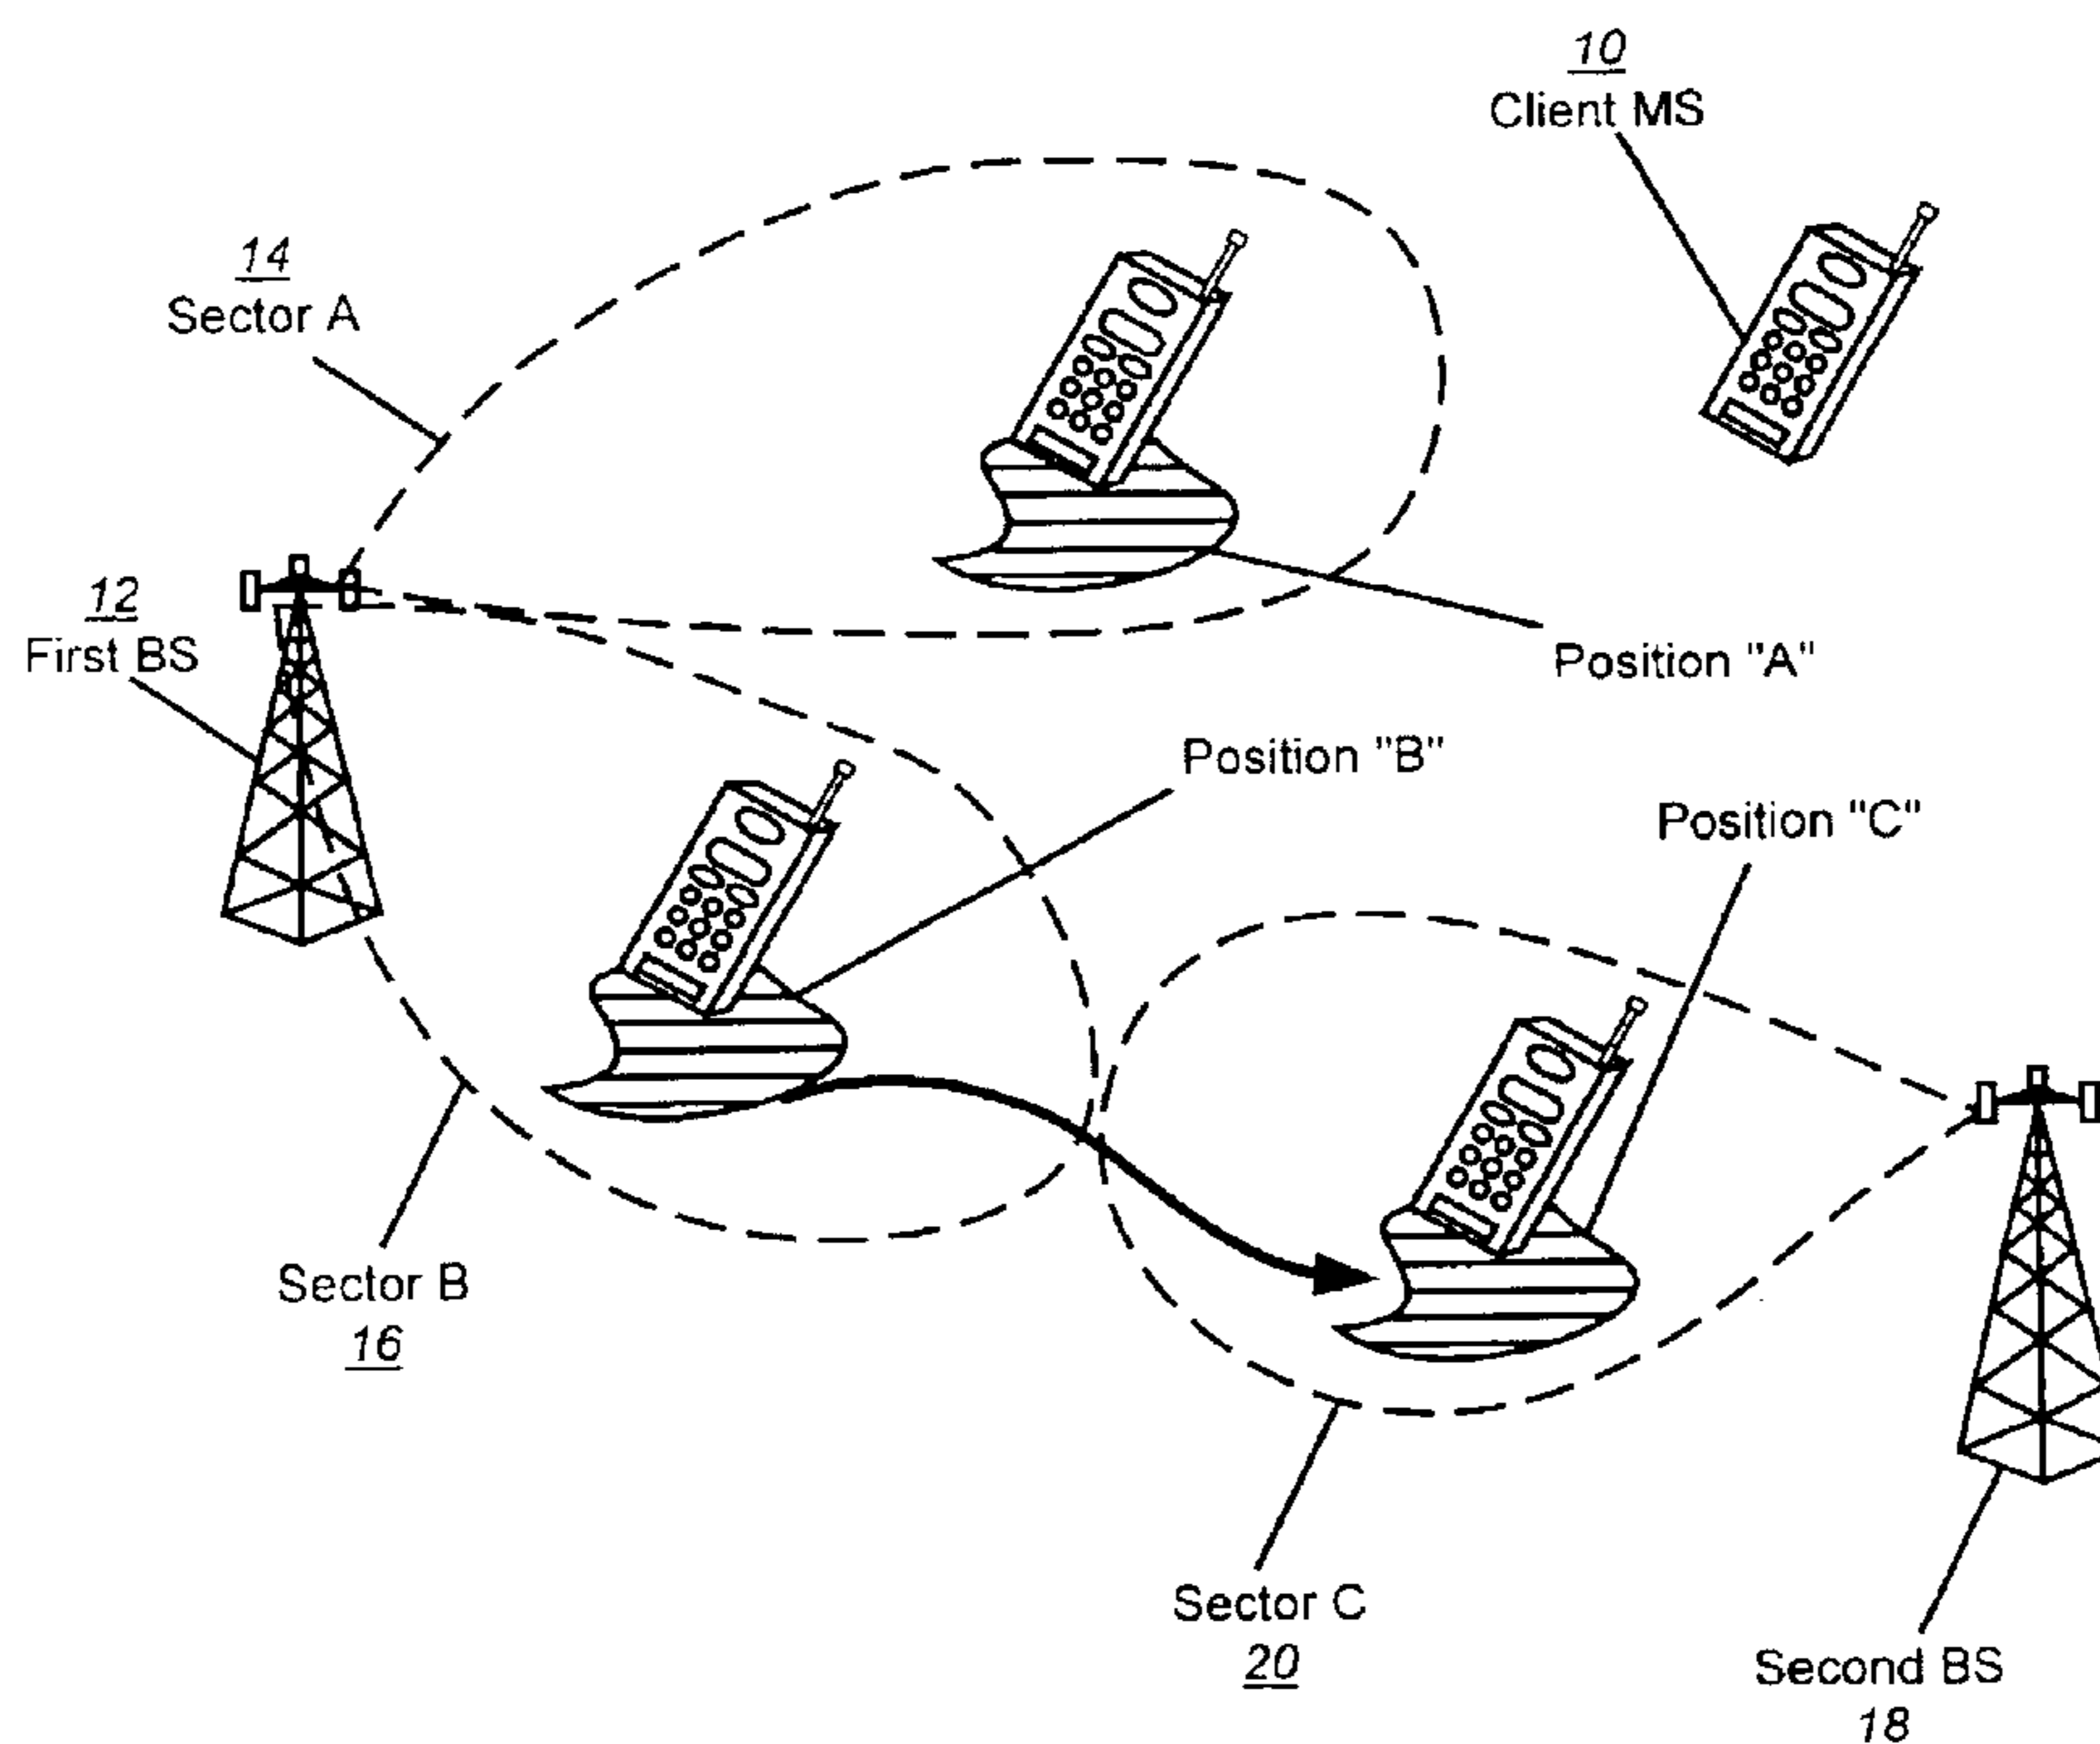 10
Client MS
14
Sector A
12
First BS
Position "A"
Position "B"
Position "C"
Sector B
16
Sector C
20
Second BS
18